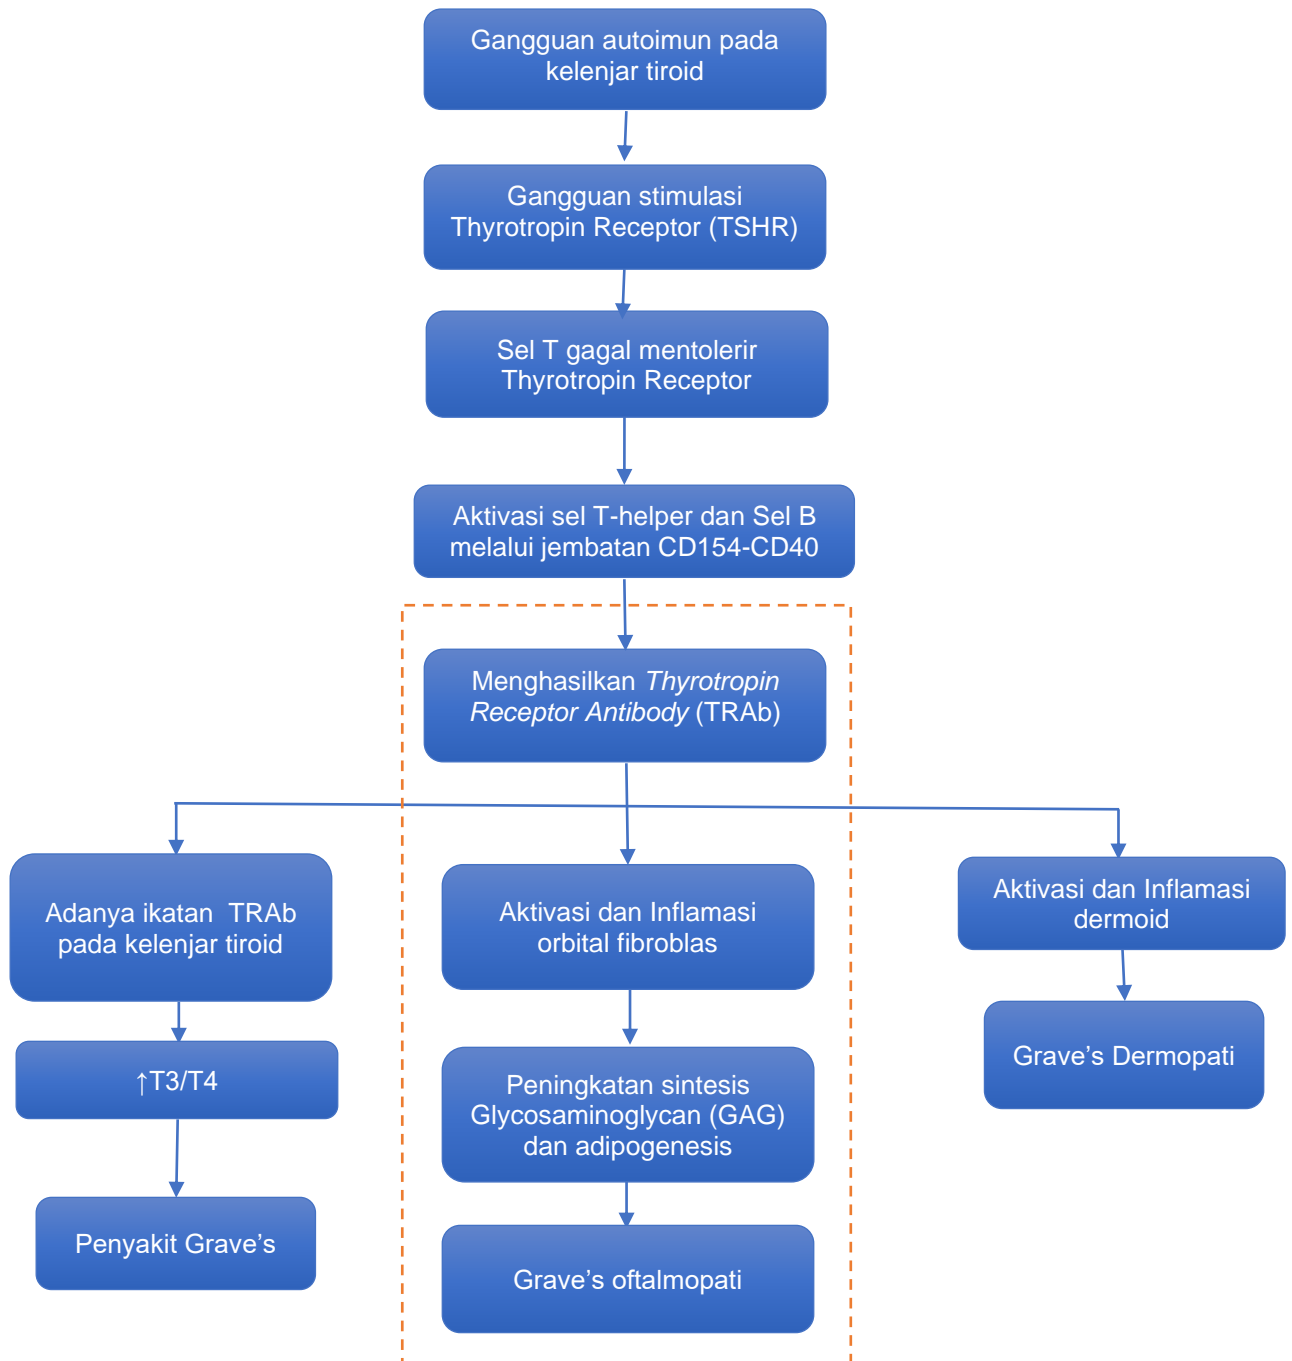 Gangguan autoimun pada
kelenjar tiroid
Gangguan stimulasi
Thyrotropin Receptor (TSHR)
Sel T gagal mentolerir
Thyrotropin Receptor
Aktivasi sel T-helper dan Sel B
melalui jembatan CD154-CD40
Menghasilkan Thyrotropin
Receptor Antibody (TRAb)
Adanya ikatan TRAb
pada kelenjar tiroid
↑T3/T4
Penyakit Grave’s
Aktivasi dan Inflamasi
orbital fibroblas
Peningkatan sintesis
Glycosaminoglycan (GAG)
dan adipogenesis
Grave’s oftalmopati
Aktivasi dan Inflamasi
dermoid
Grave’s Dermopati